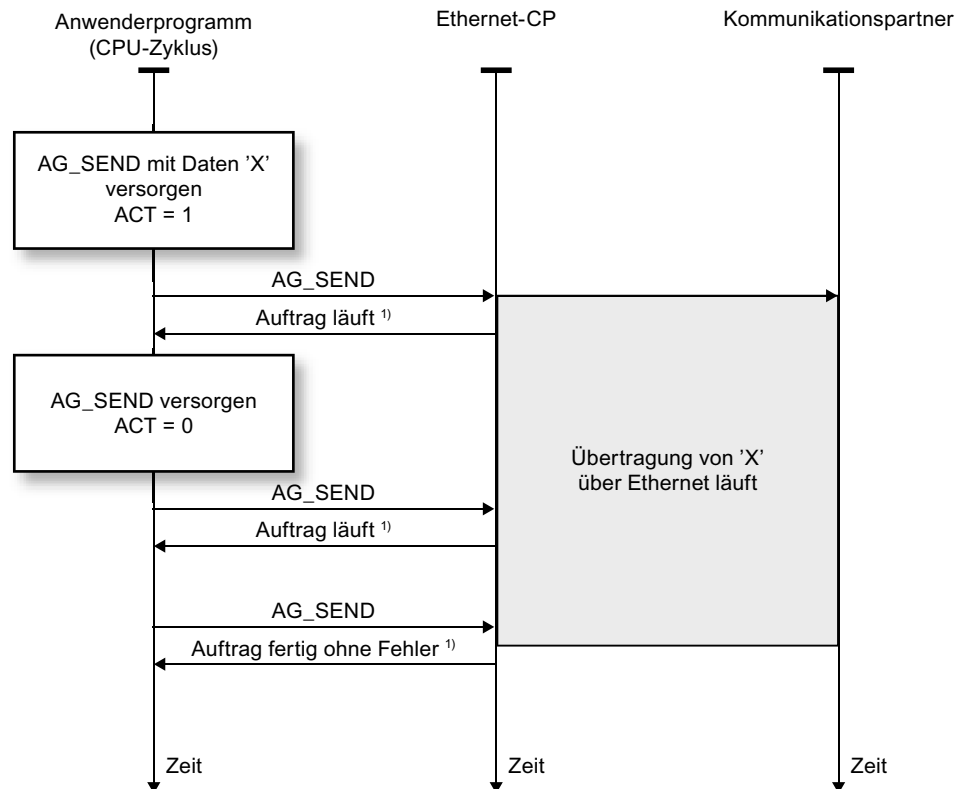 Anwenderprogramm
(CPU-Zyklus)
Ethernet-CP
Kommunikationspartner
AG_SEND mit Daten ’X’
versorgen
ACT = 1
AG_SEND
Auftrag läuft ¹⁾
AG_SEND versorgen
ACT = 0
Übertragung von ’X’
über Ethernet läuft
AG_SEND
Auftrag läuft ¹⁾
AG_SEND
Auftrag fertig ohne Fehler ¹⁾
Zeit
Zeit
Zeit